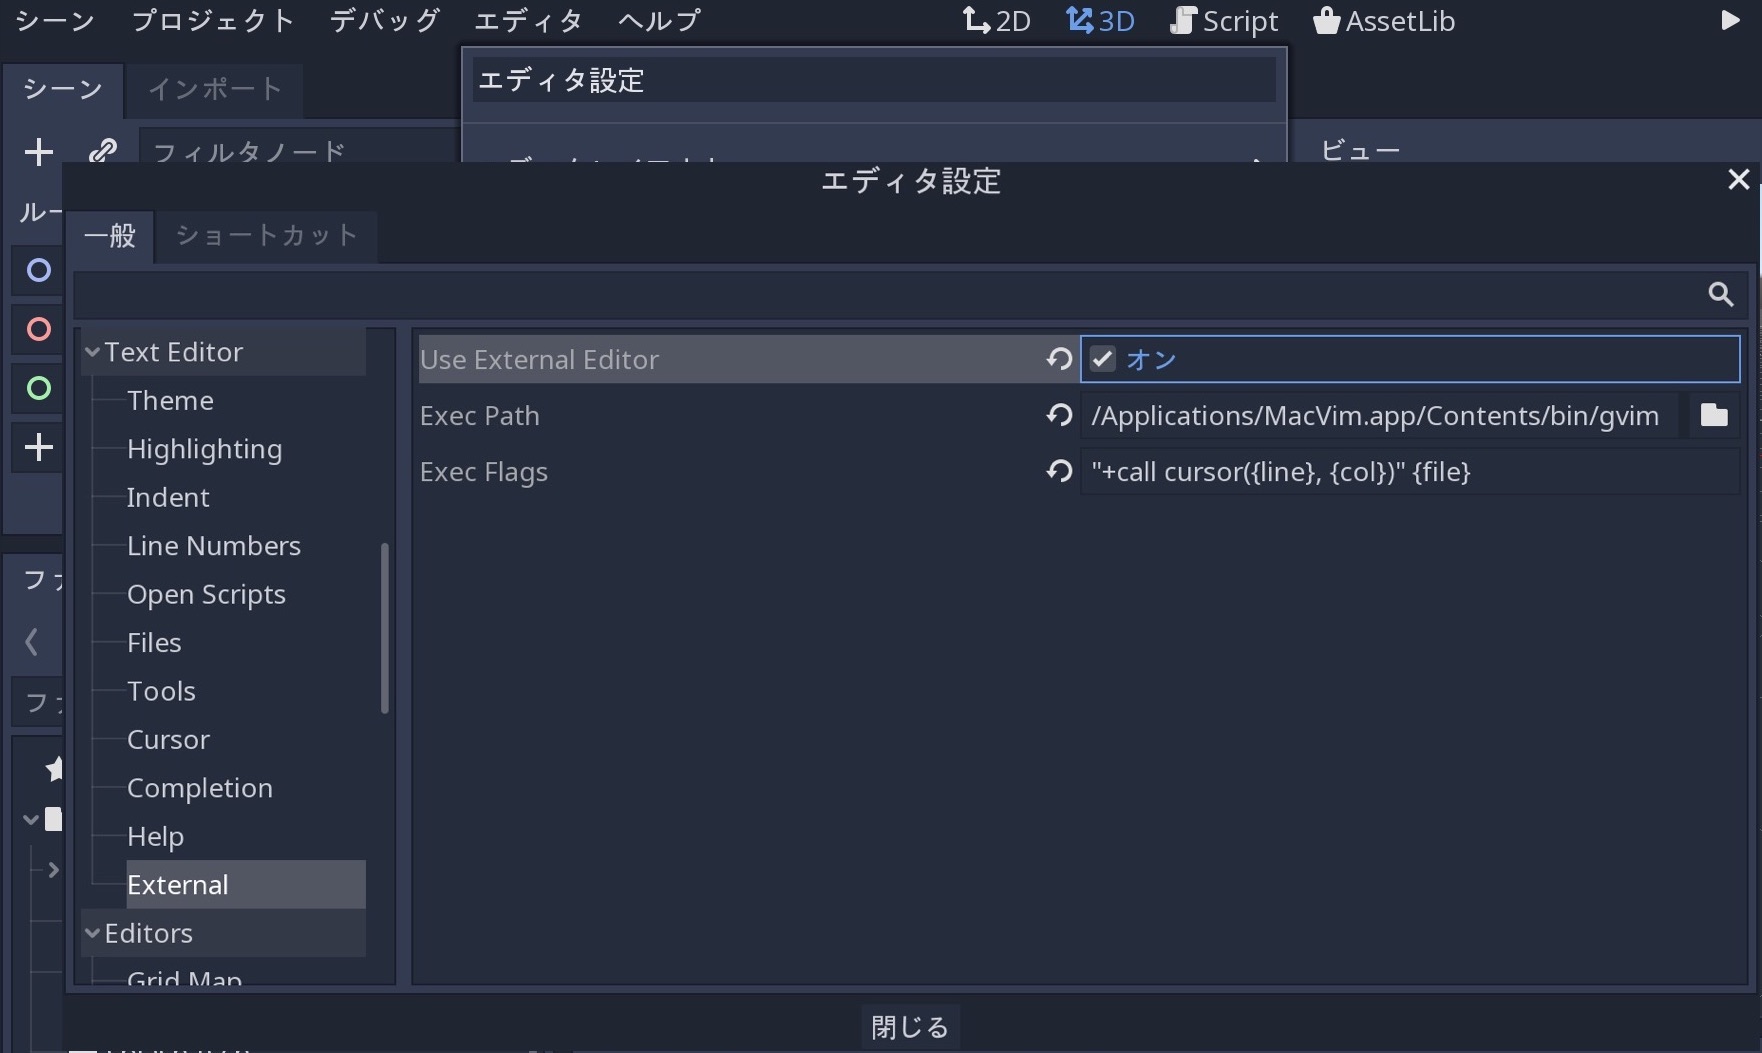 シーン プロジェクト デバッグ エディタ ヘルプ 2D 3D Script AssetLib
エディタ設定
シーン インポート
フィルタノード ビュー
エディタ設定
一般 ショートカット
Text Editor
Use External Editor オン
Theme
Exec Path /Applications/MacVim.app/Contents/bin/gvim
Highlighting
Exec Flags "+call cursor({line}, {col})" {file}
Indent
Line Numbers
Open Scripts
Files
Tools
Cursor
Completion
Help
External
Editors
Grid Map
閉じる